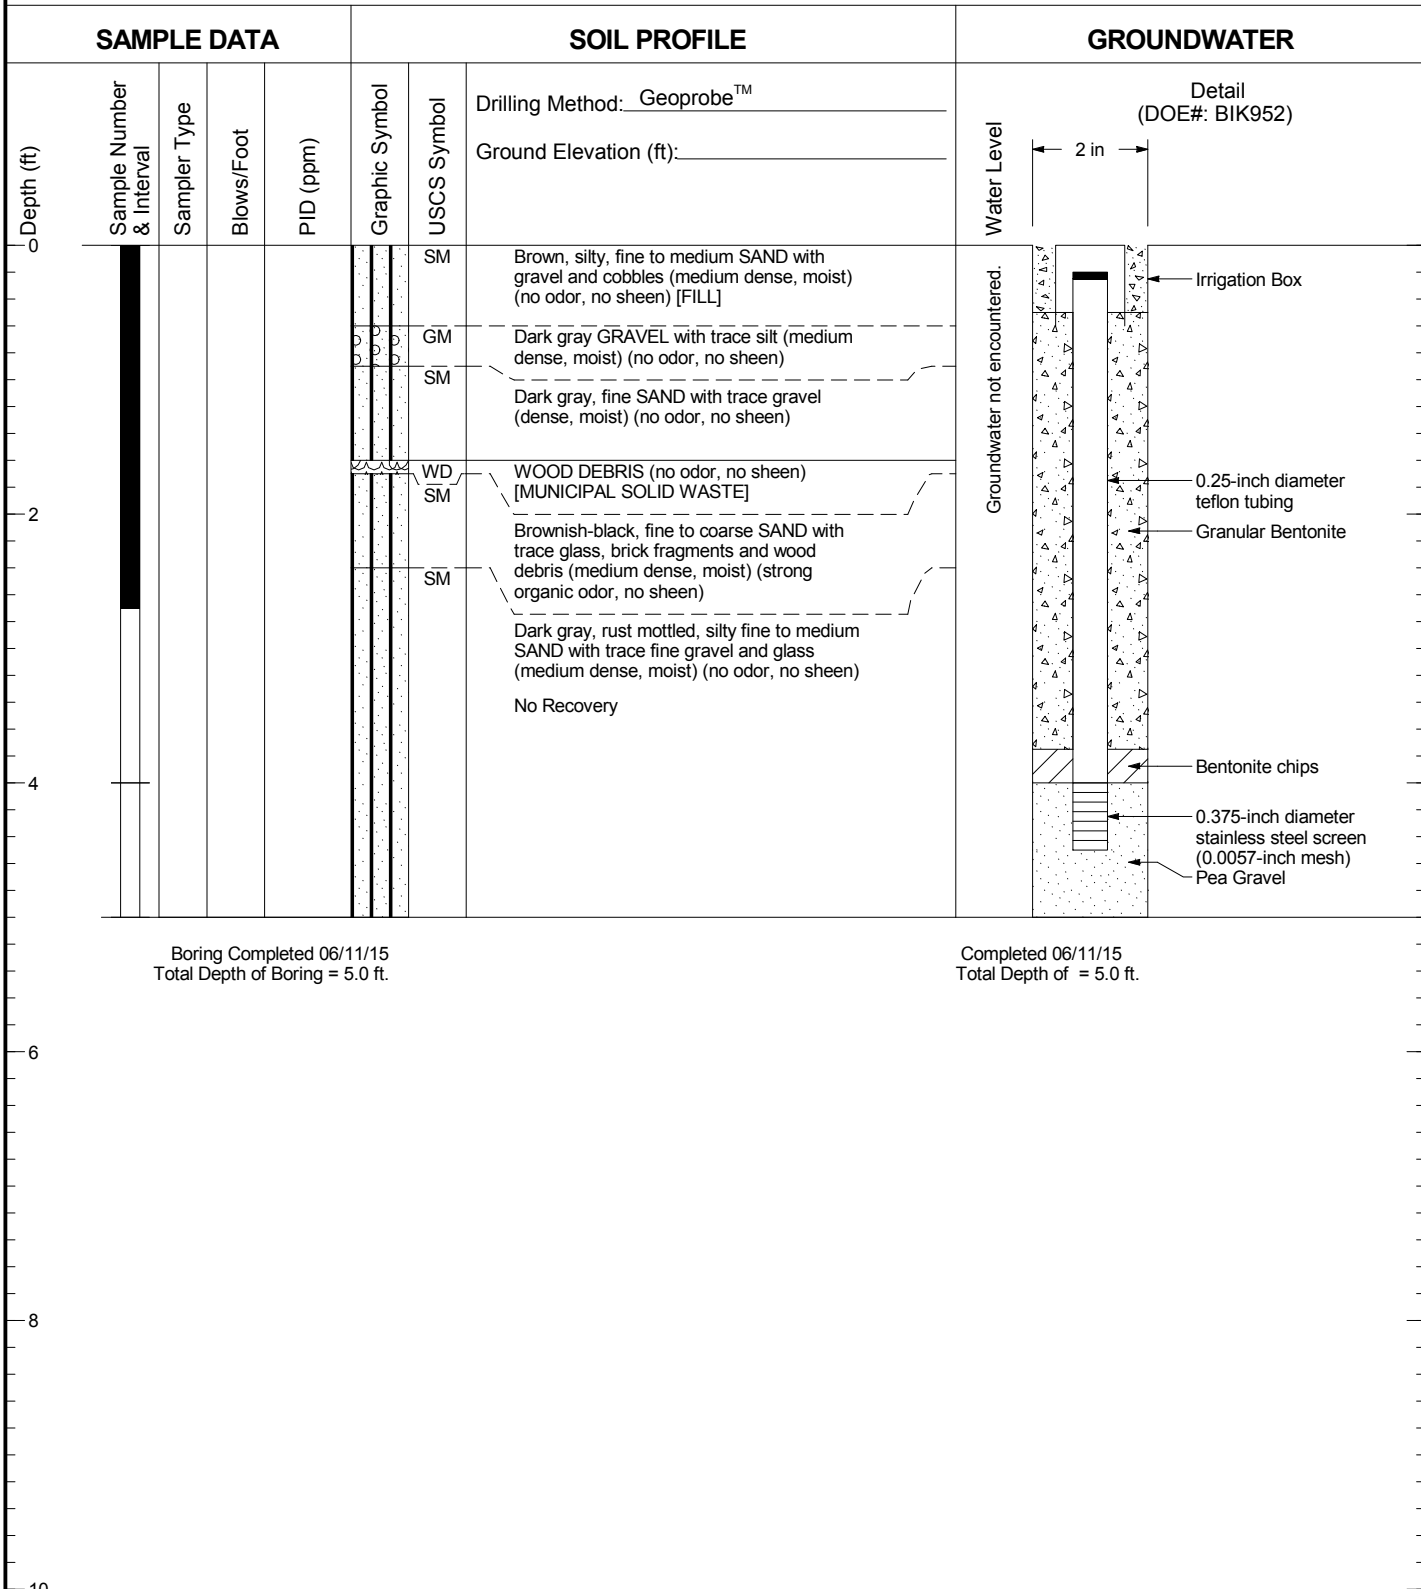 SAMPLE DATA
SOIL PROFILE
GROUNDWATER
Depth (ft)
Sample Number
& Interval
Sampler Type
Blows/Foot
PID (ppm)
Graphic Symbol
USCS Symbol
Drilling Method: Geoprobe™
Ground Elevation (ft):
Water Level
Detail
(DOE#: BIK952)
2 in
0
2
4
6
8
10
SM
Brown, silty, fine to medium SAND with
gravel and cobbles (medium dense, moist)
(no odor, no sheen) [FILL]
GM
Dark gray GRAVEL with trace silt (medium
dense, moist) (no odor, no sheen)
SM
Dark gray, fine SAND with trace gravel
(dense, moist) (no odor, no sheen)
WD
WOOD DEBRIS (no odor, no sheen)
[MUNICIPAL SOLID WASTE]
SM
Brownish-black, fine to coarse SAND with
trace glass, brick fragments and wood
debris (medium dense, moist) (strong
organic odor, no sheen)
SM
Dark gray, rust mottled, silty fine to medium
SAND with trace fine gravel and glass
(medium dense, moist) (no odor, no sheen)
No Recovery
Groundwater not encountered.
Irrigation Box
0.25-inch diameter
teflon tubing
Granular Bentonite
Bentonite chips
0.375-inch diameter
stainless steel screen
(0.0057-inch mesh)
Pea Gravel
Boring Completed 06/11/15
Total Depth of Boring = 5.0 ft.
Completed 06/11/15
Total Depth of = 5.0 ft.